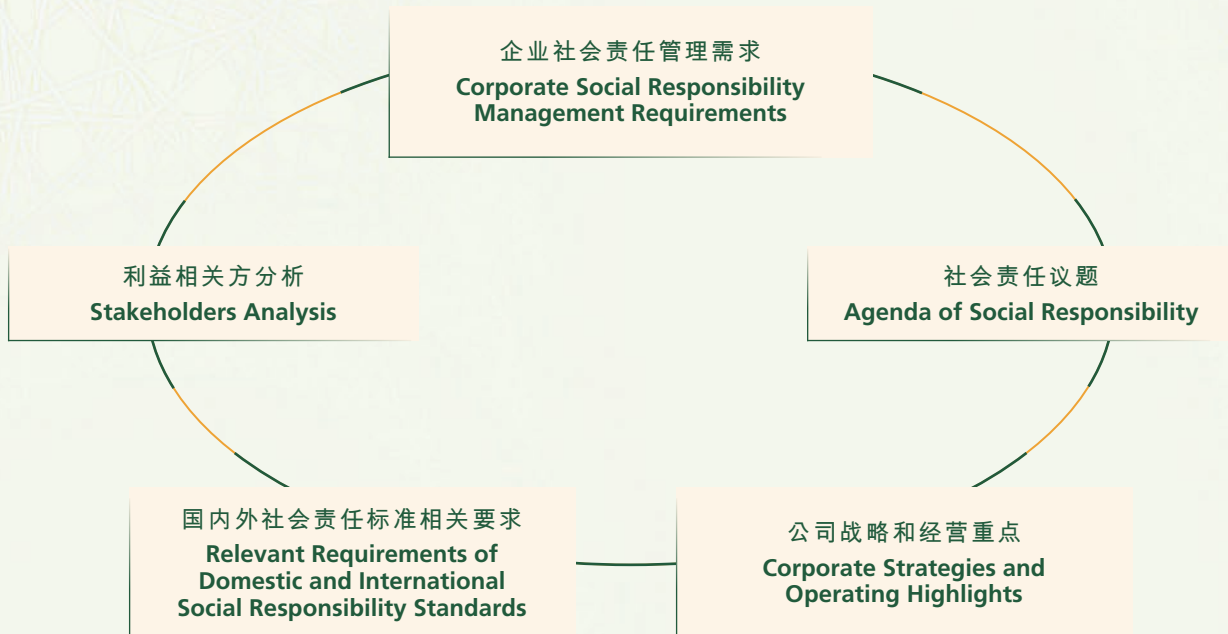 企业社会责任管理需求
Corporate Social Responsibility
Management Requirements
利益相关方分析
Stakeholders Analysis
社会责任议题
Agenda of Social Responsibility
国内外社会责任标准相关要求
Relevant Requirements of
Domestic and International
Social Responsibility Standards
公司战略和经营重点
Corporate Strategies and
Operating Highlights